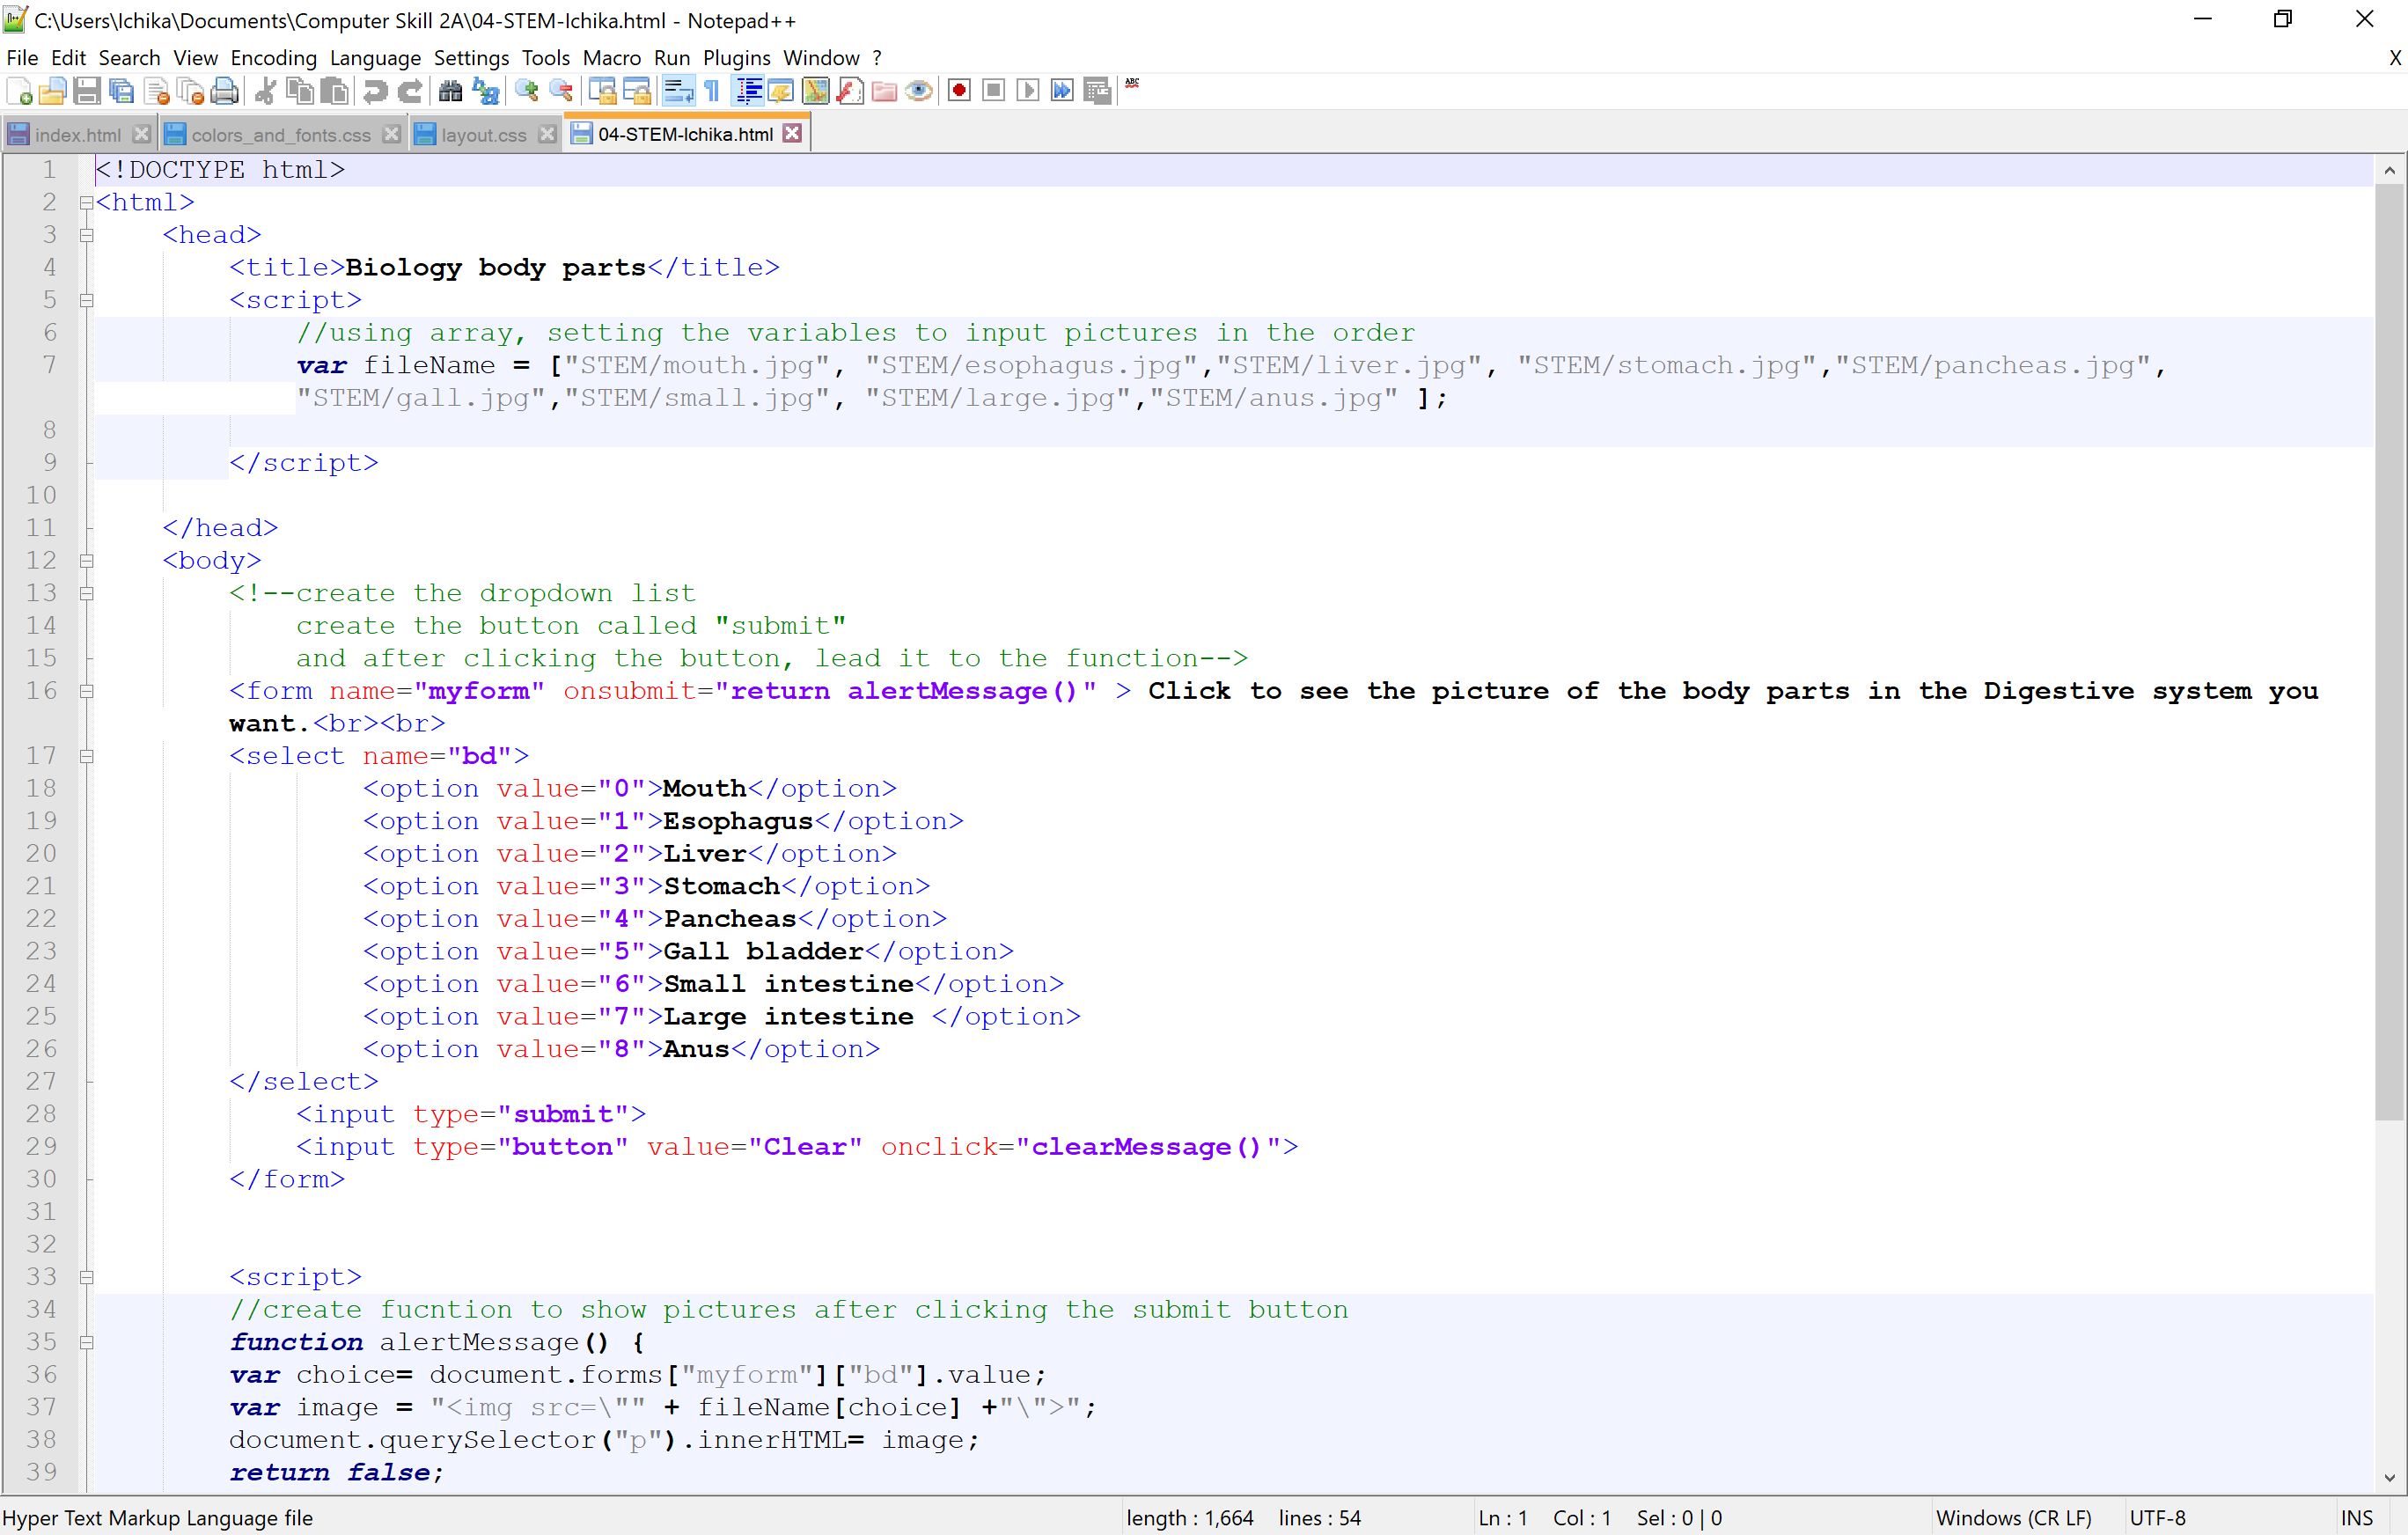 C:\Users\Ichika\Documents\Computer Skill 2A\04-STEM-Ichika.html - Notepad++
File Edit Search View Encoding Language Settings Tools Macro Run Plugins Window ? X
ABC
index.html colors_and_fonts.css layout.css 04-STEM-Ichika.html
1 <!DOCTYPE html>
2 <html>
3 <head>
4 <title>Biology body parts</title>
5 <script>
6 //using array, setting the variables to input pictures in the order
7 var fileName = ["STEM/mouth.jpg", "STEM/esophagus.jpg","STEM/liver.jpg", "STEM/stomach.jpg","STEM/pancheas.jpg",
"STEM/gall.jpg","STEM/small.jpg", "STEM/large.jpg","STEM/anus.jpg" ];
8
9 </script>
10
11 </head>
12 <body>
13 <!--create the dropdown list
14 create the button called "submit"
15 and after clicking the button, lead it to the function-->
16 <form name="myform" onsubmit="return alertMessage()" > Click to see the picture of the body parts in the Digestive system you
want.<br><br>
17 <select name="bd">
18 <option value="0">Mouth</option>
19 <option value="1">Esophagus</option>
20 <option value="2">Liver</option>
21 <option value="3">Stomach</option>
22 <option value="4">Pancheas</option>
23 <option value="5">Gall bladder</option>
24 <option value="6">Small intestine</option>
25 <option value="7">Large intestine </option>
26 <option value="8">Anus</option>
27 </select>
28 <input type="submit">
29 <input type="button" value="Clear" onclick="clearMessage()">
30 </form>
31
32
33 <script>
34 //create fucntion to show pictures after clicking the submit button
35 function alertMessage() {
36 var choice= document.forms["myform"]["bd"].value;
37 var image = "<img src=\"" + fileName[choice] +"\">";
38 document.querySelector("p").innerHTML= image;
39 return false;
Hyper Text Markup Language file length : 1,664 lines : 54 Ln : 1 Col : 1 Sel : 0 | 0 Windows (CR LF) UTF-8 INS